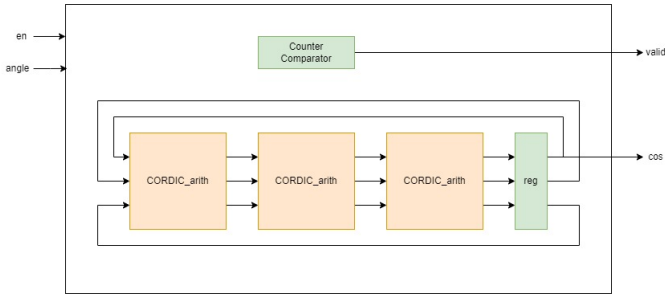 en
Counter
Comparator
valid
angle
CORDIC_arith
CORDIC_arith
CORDIC_arith
reg
cos